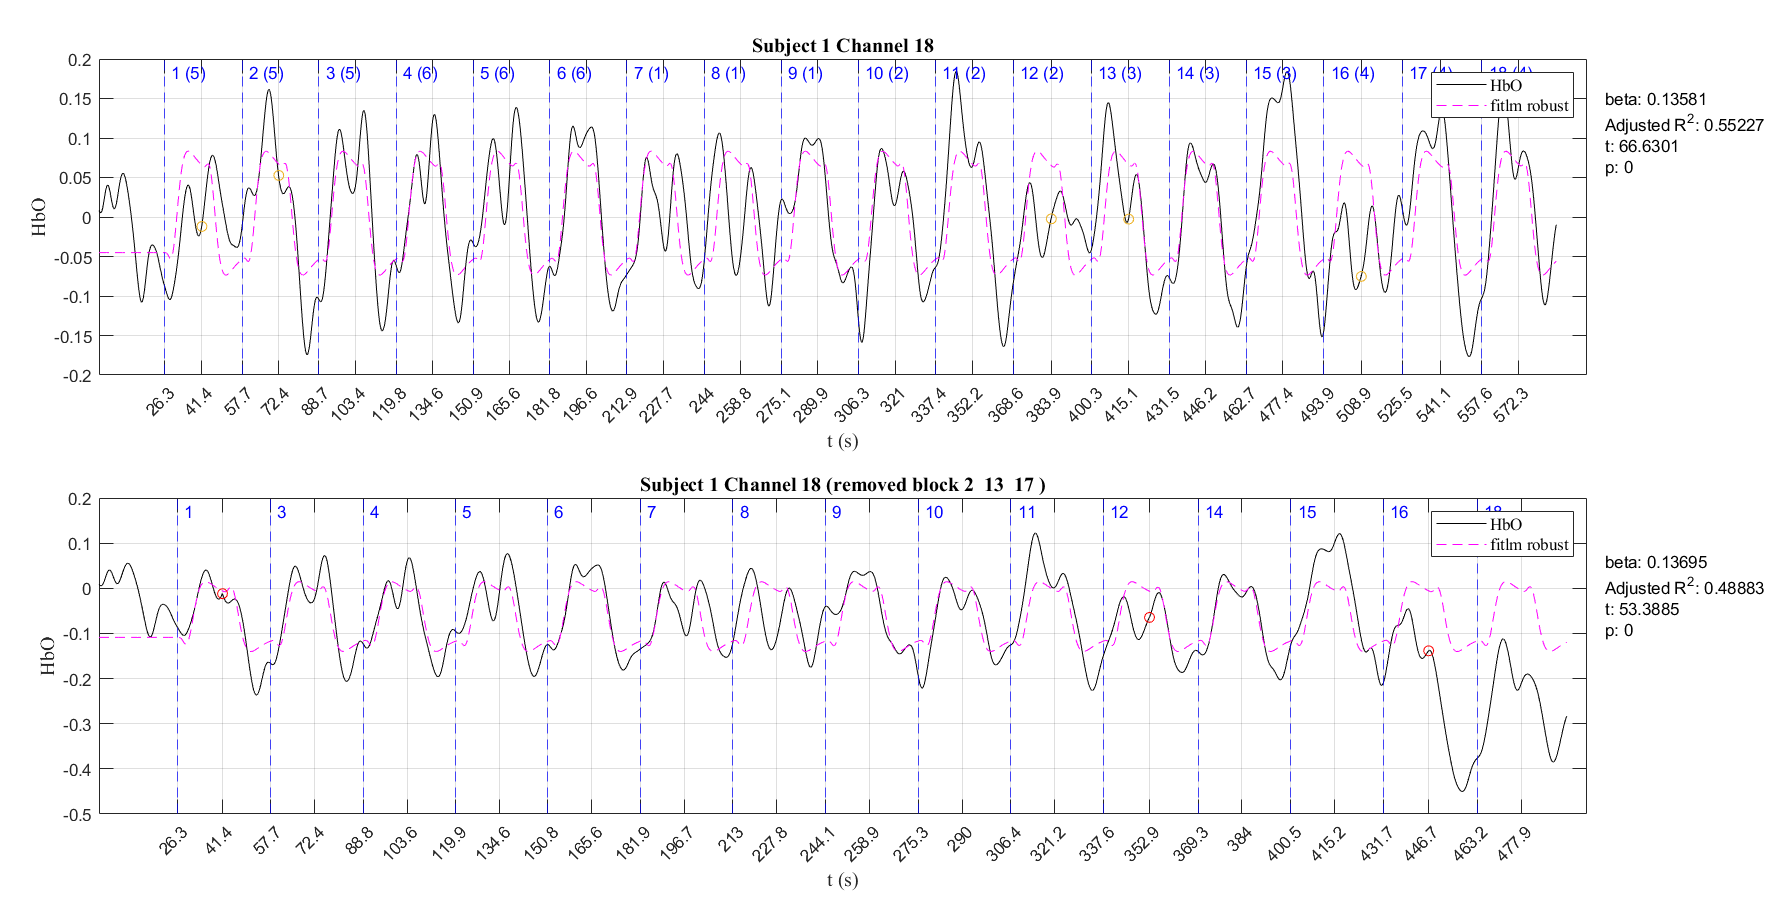 Subject 1 Channel 18
0.2
0.15
0.1
0.05
0
-0.05
-0.1
-0.15
-0.2
HbO
1 (5) 2 (5) 3 (5) 4 (6) 5 (6) 6 (6) 7 (1) 8 (1) 9 (1) 10 (2) 11 (2) 12 (2) 13 (3) 14 (3) 15 (3) 16 (4) 17 (4) 18 (4)
HbO
fitlm robust
beta: 0.13581
Adjusted R²: 0.55227
t: 66.6301
p: 0
26.3 41.4 57.7 72.4 88.7 103.4 119.8 134.6 150.9 165.6 181.8 196.6 212.9 227.7 244 258.8 275.1 289.9 306.3 321 337.4 352.2 368.6 383.9 400.3 415.1 431.5 446.2 462.7 477.4 493.9 508.9 525.5 541.1 557.6 572.3
t (s)
Subject 1 Channel 18 (removed block 2 13 17 )
0.2
0.1
0
-0.1
-0.2
-0.3
-0.4
-0.5
HbO
1 3 4 5 6 7 8 9 10 11 12 14 15 16 18
HbO
fitlm robust
beta: 0.13695
Adjusted R²: 0.48883
t: 53.3885
p: 0
26.3 41.4 57.7 72.4 88.8 103.6 119.9 134.6 150.8 165.6 181.9 196.7 213 227.8 244.1 258.9 275.3 290 306.4 321.2 337.6 352.9 369.3 384 400.5 415.2 431.7 446.7 463.2 477.9
t (s)